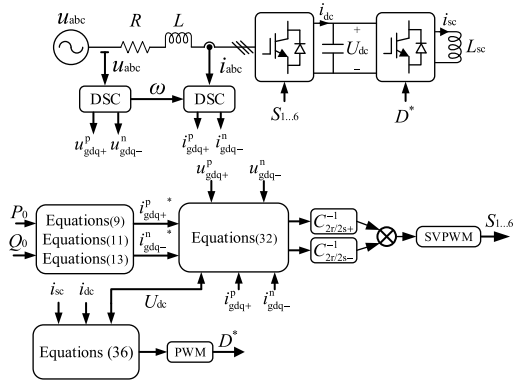 u_abc R L i_dc i_sc
+ U_dc − L_sc
u_abc i_abc
DSC ω DSC S_1...6 D*
u^p_gdq+ u^n_gdq− i^p_gdq+ i^n_gdq−
u^p_gdq+ u^n_gdq−
P_0 Q_0
Equations(9)
Equations(11)
Equations(13)
i^p_gdq+* i^n_gdq−*
Equations(32)
C^−1_2r/2s+
C^−1_2r/2s−
SVPWM S_1...6
i_sc i_dc U_dc i^p_gdq+ i^n_gdq−
Equations (36) PWM D*